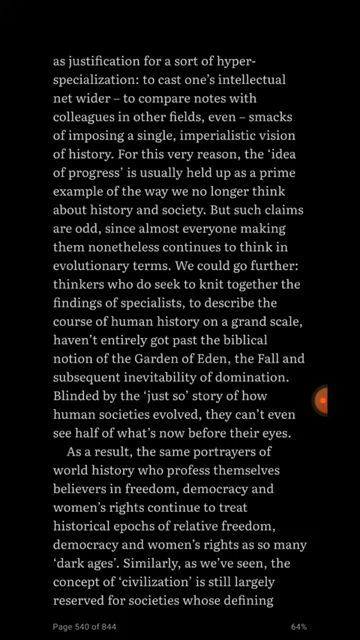 as justification for a sort of hyper-
specialization: to cast one’s intellectual
net wider – to compare notes with
colleagues in other fields, even – smacks
of imposing a single, imperialistic vision
of history. For this very reason, the ‘idea
of progress’ is usually held up as a prime
example of the way we no longer think
about history and society. But such claims
are odd, since almost everyone making
them nonetheless continues to think in
evolutionary terms. We could go further:
thinkers who do seek to knit together the
findings of specialists, to describe the
course of human history on a grand scale,
haven’t entirely got past the biblical
notion of the Garden of Eden, the Fall and
subsequent inevitability of domination.
Blinded by the ‘just so’ story of how
human societies evolved, they can’t even
see half of what’s now before their eyes.
As a result, the same portrayers of
world history who profess themselves
believers in freedom, democracy and
women’s rights continue to treat
historical epochs of relative freedom,
democracy and women’s rights as so many
‘dark ages’. Similarly, as we’ve seen, the
concept of ‘civilization’ is still largely
reserved for societies whose defining
Page 540 of 844 64%